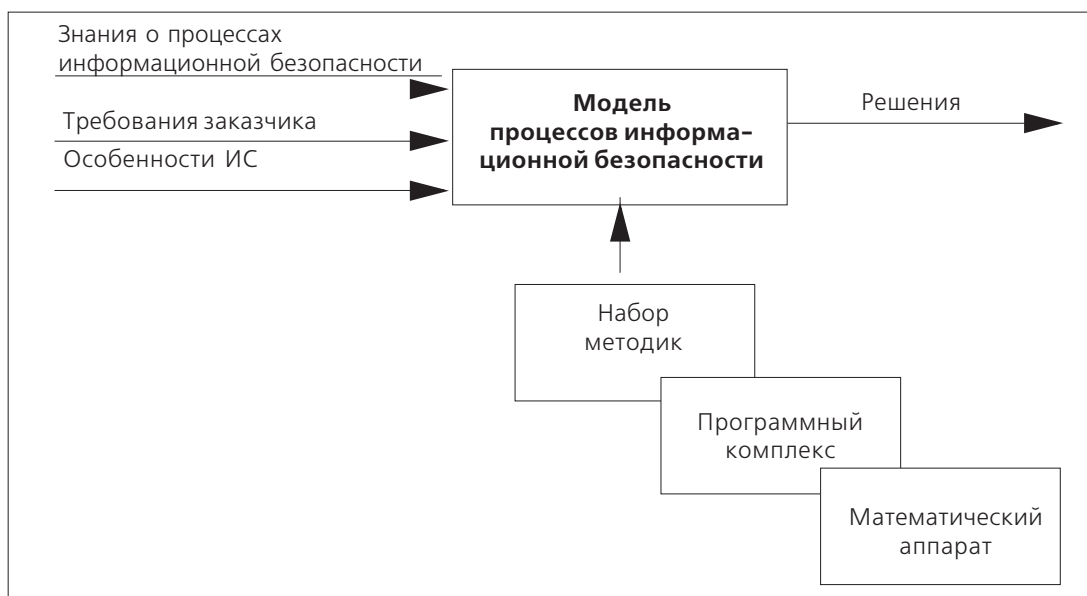 Знания о процессах
информационной безопасности
Требования заказчика
Особенности ИС
Модель
процессов информа-
ционной безопасности
Решения
Набор
методик
Программный
комплекс
Математический
аппарат